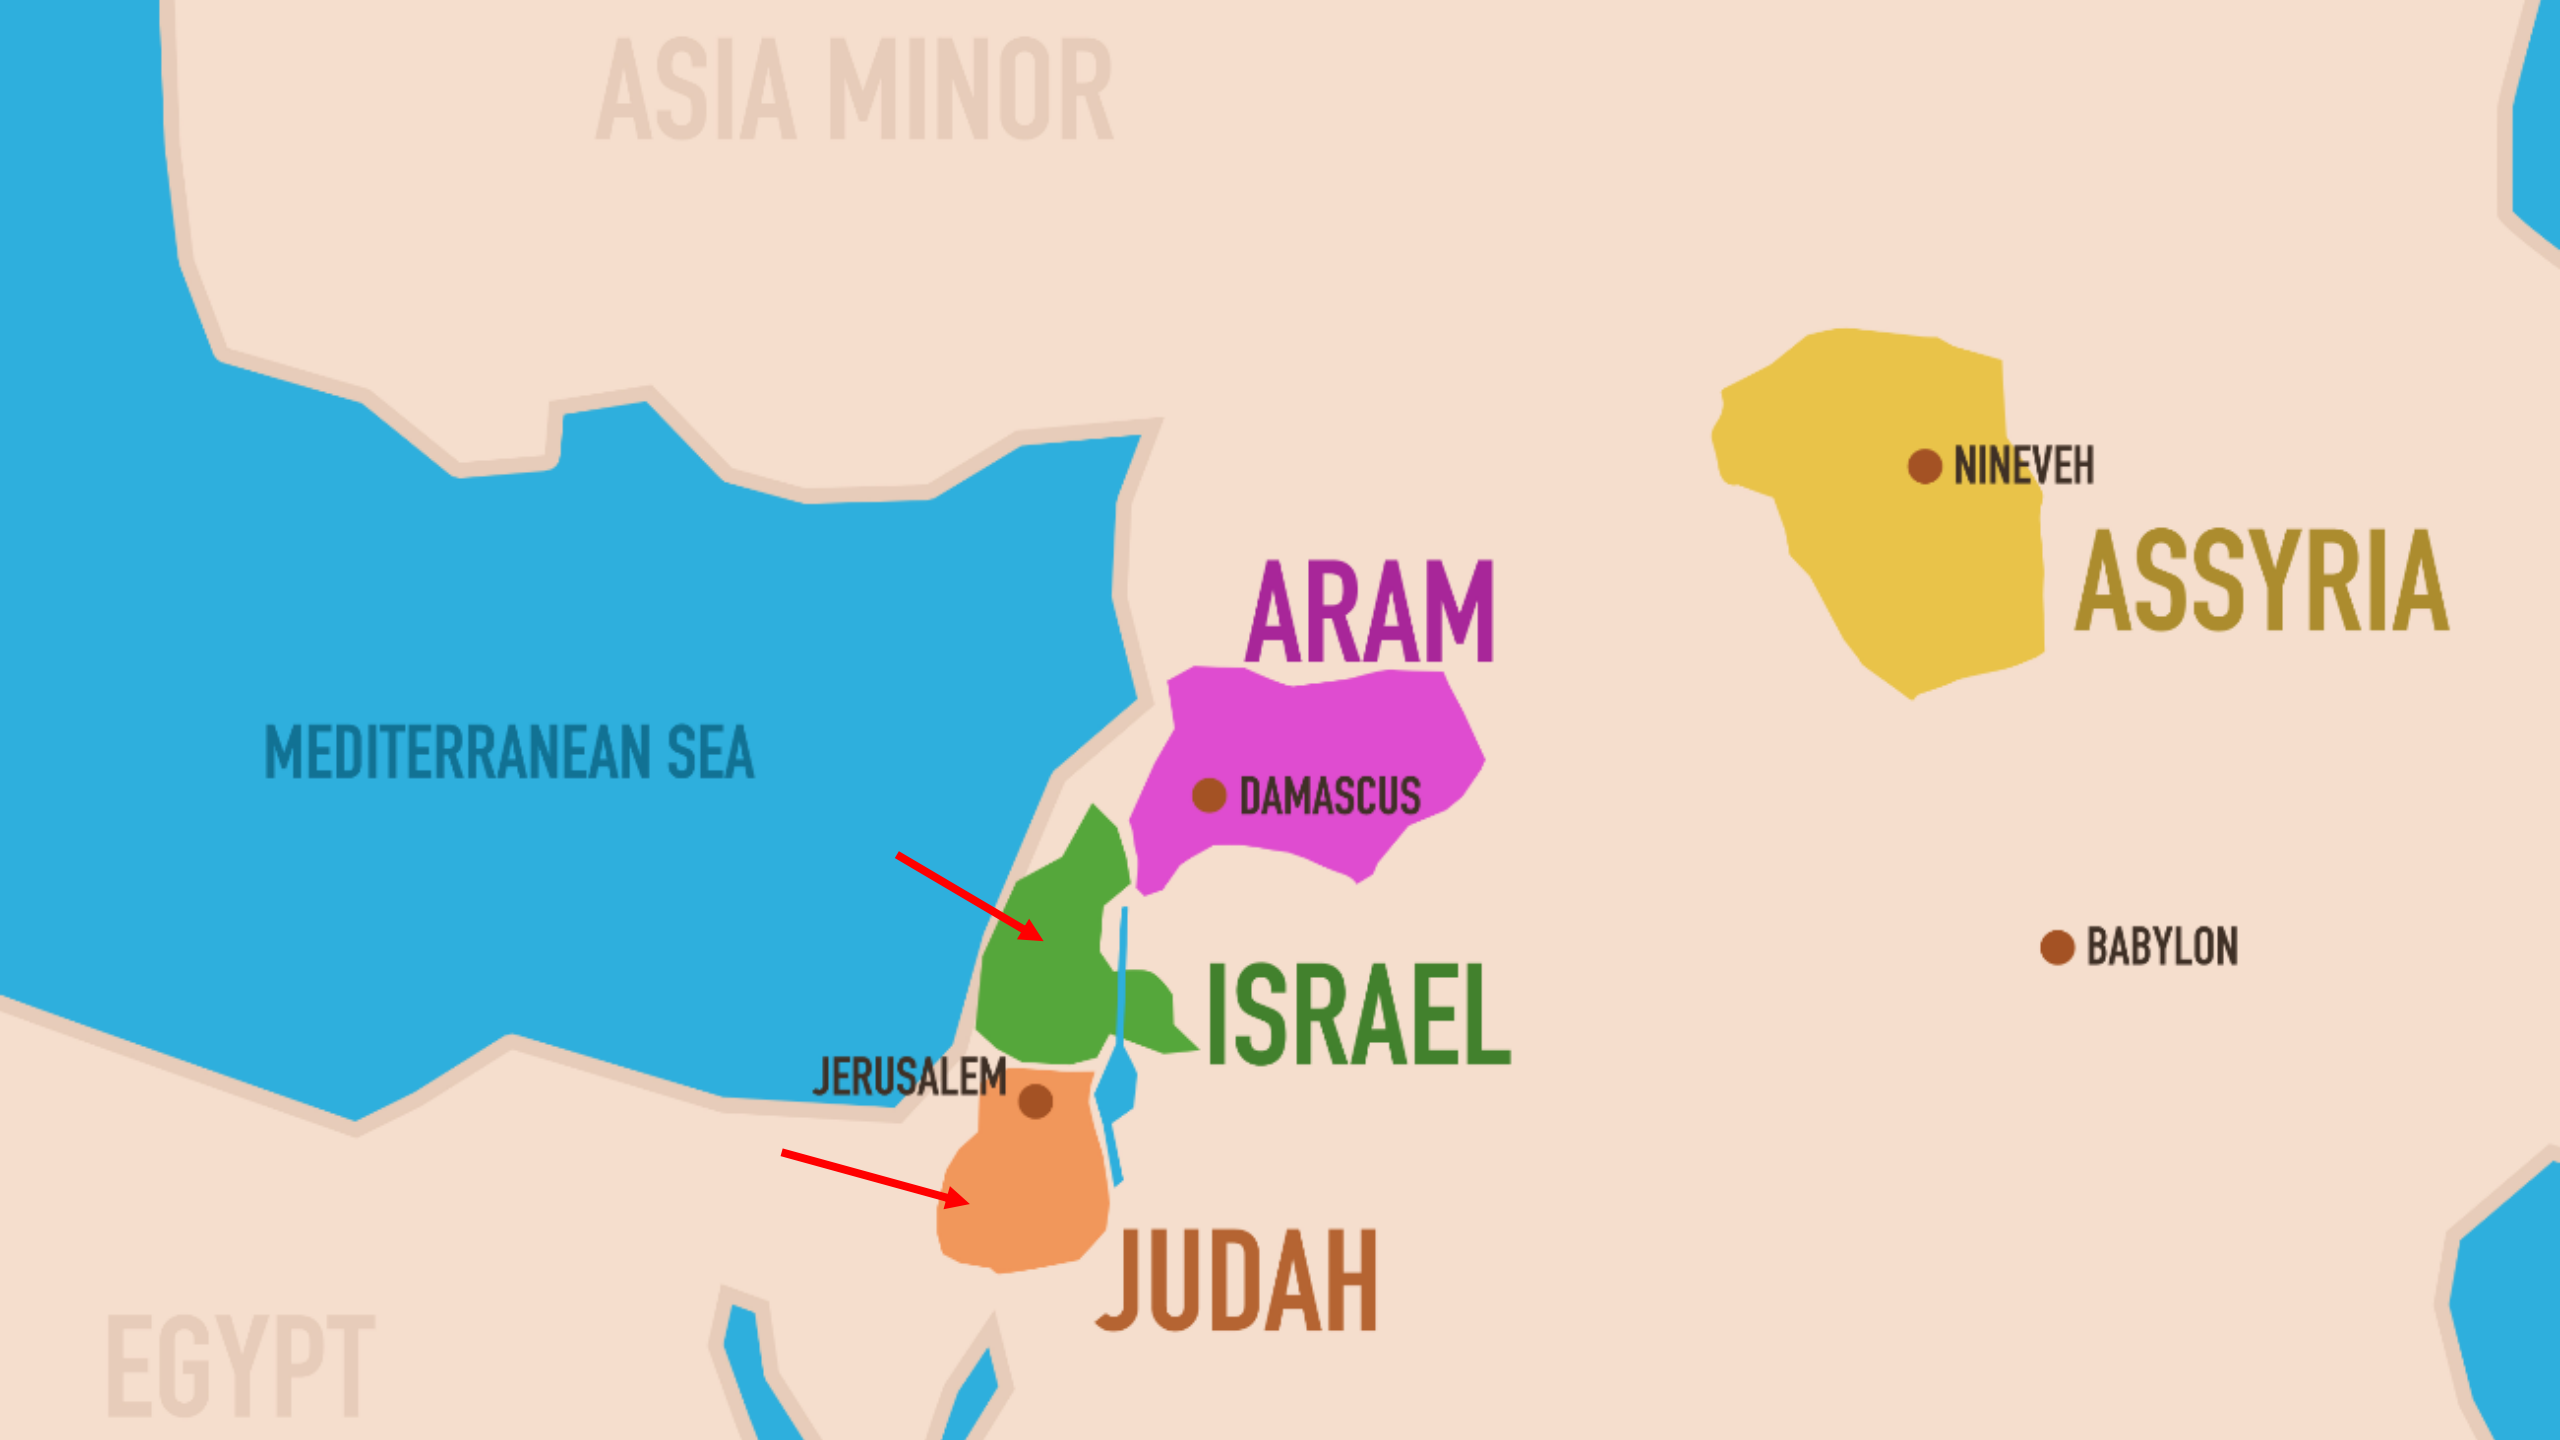 ASIA MINOR
NINEVEH
ASSYRIA
ARAM
MEDITERRANEAN SEA
DAMASCUS
BABYLON
ISRAEL
JERUSALEM
JUDAH
EGYPT